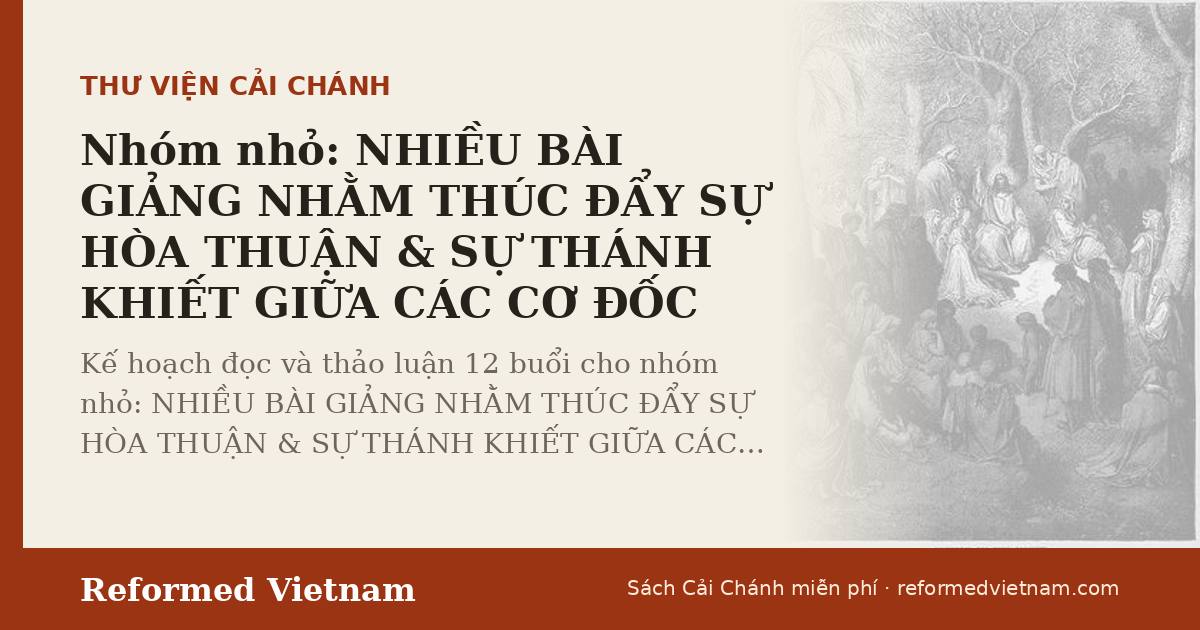 THƯ VIỆN CẢI CHÁNH
Nhóm nhỏ: NHIỀU BÀI
GIẢNG NHẰM THÚC ĐẨY SỰ
HÒA THUẬN & SỰ THÁNH
KHIẾT GIỮA CÁC CƠ ĐỐC
Kế hoạch đọc và thảo luận 12 buổi cho nhóm
nhỏ: NHIỀU BÀI GIẢNG NHẰM THÚC ĐẨY SỰ
HÒA THUẬN & SỰ THÁNH KHIẾT GIỮA CÁC...
Reformed Vietnam
Sách Cải Chánh miễn phí · reformedvietnam.com